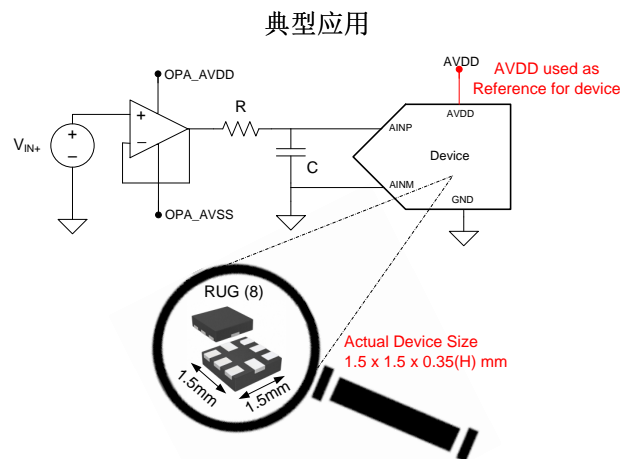 典型应用
OPA_AVDD
AVDD
AVDD used as
Reference for device
R
AVDD
+
+
VIN+
AINP
Device
C
AINM
GND
OPA_AVSS
RUG (8)
Actual Device Size
1.5 x 1.5 x 0.35(H) mm
1.5mm
1.5mm